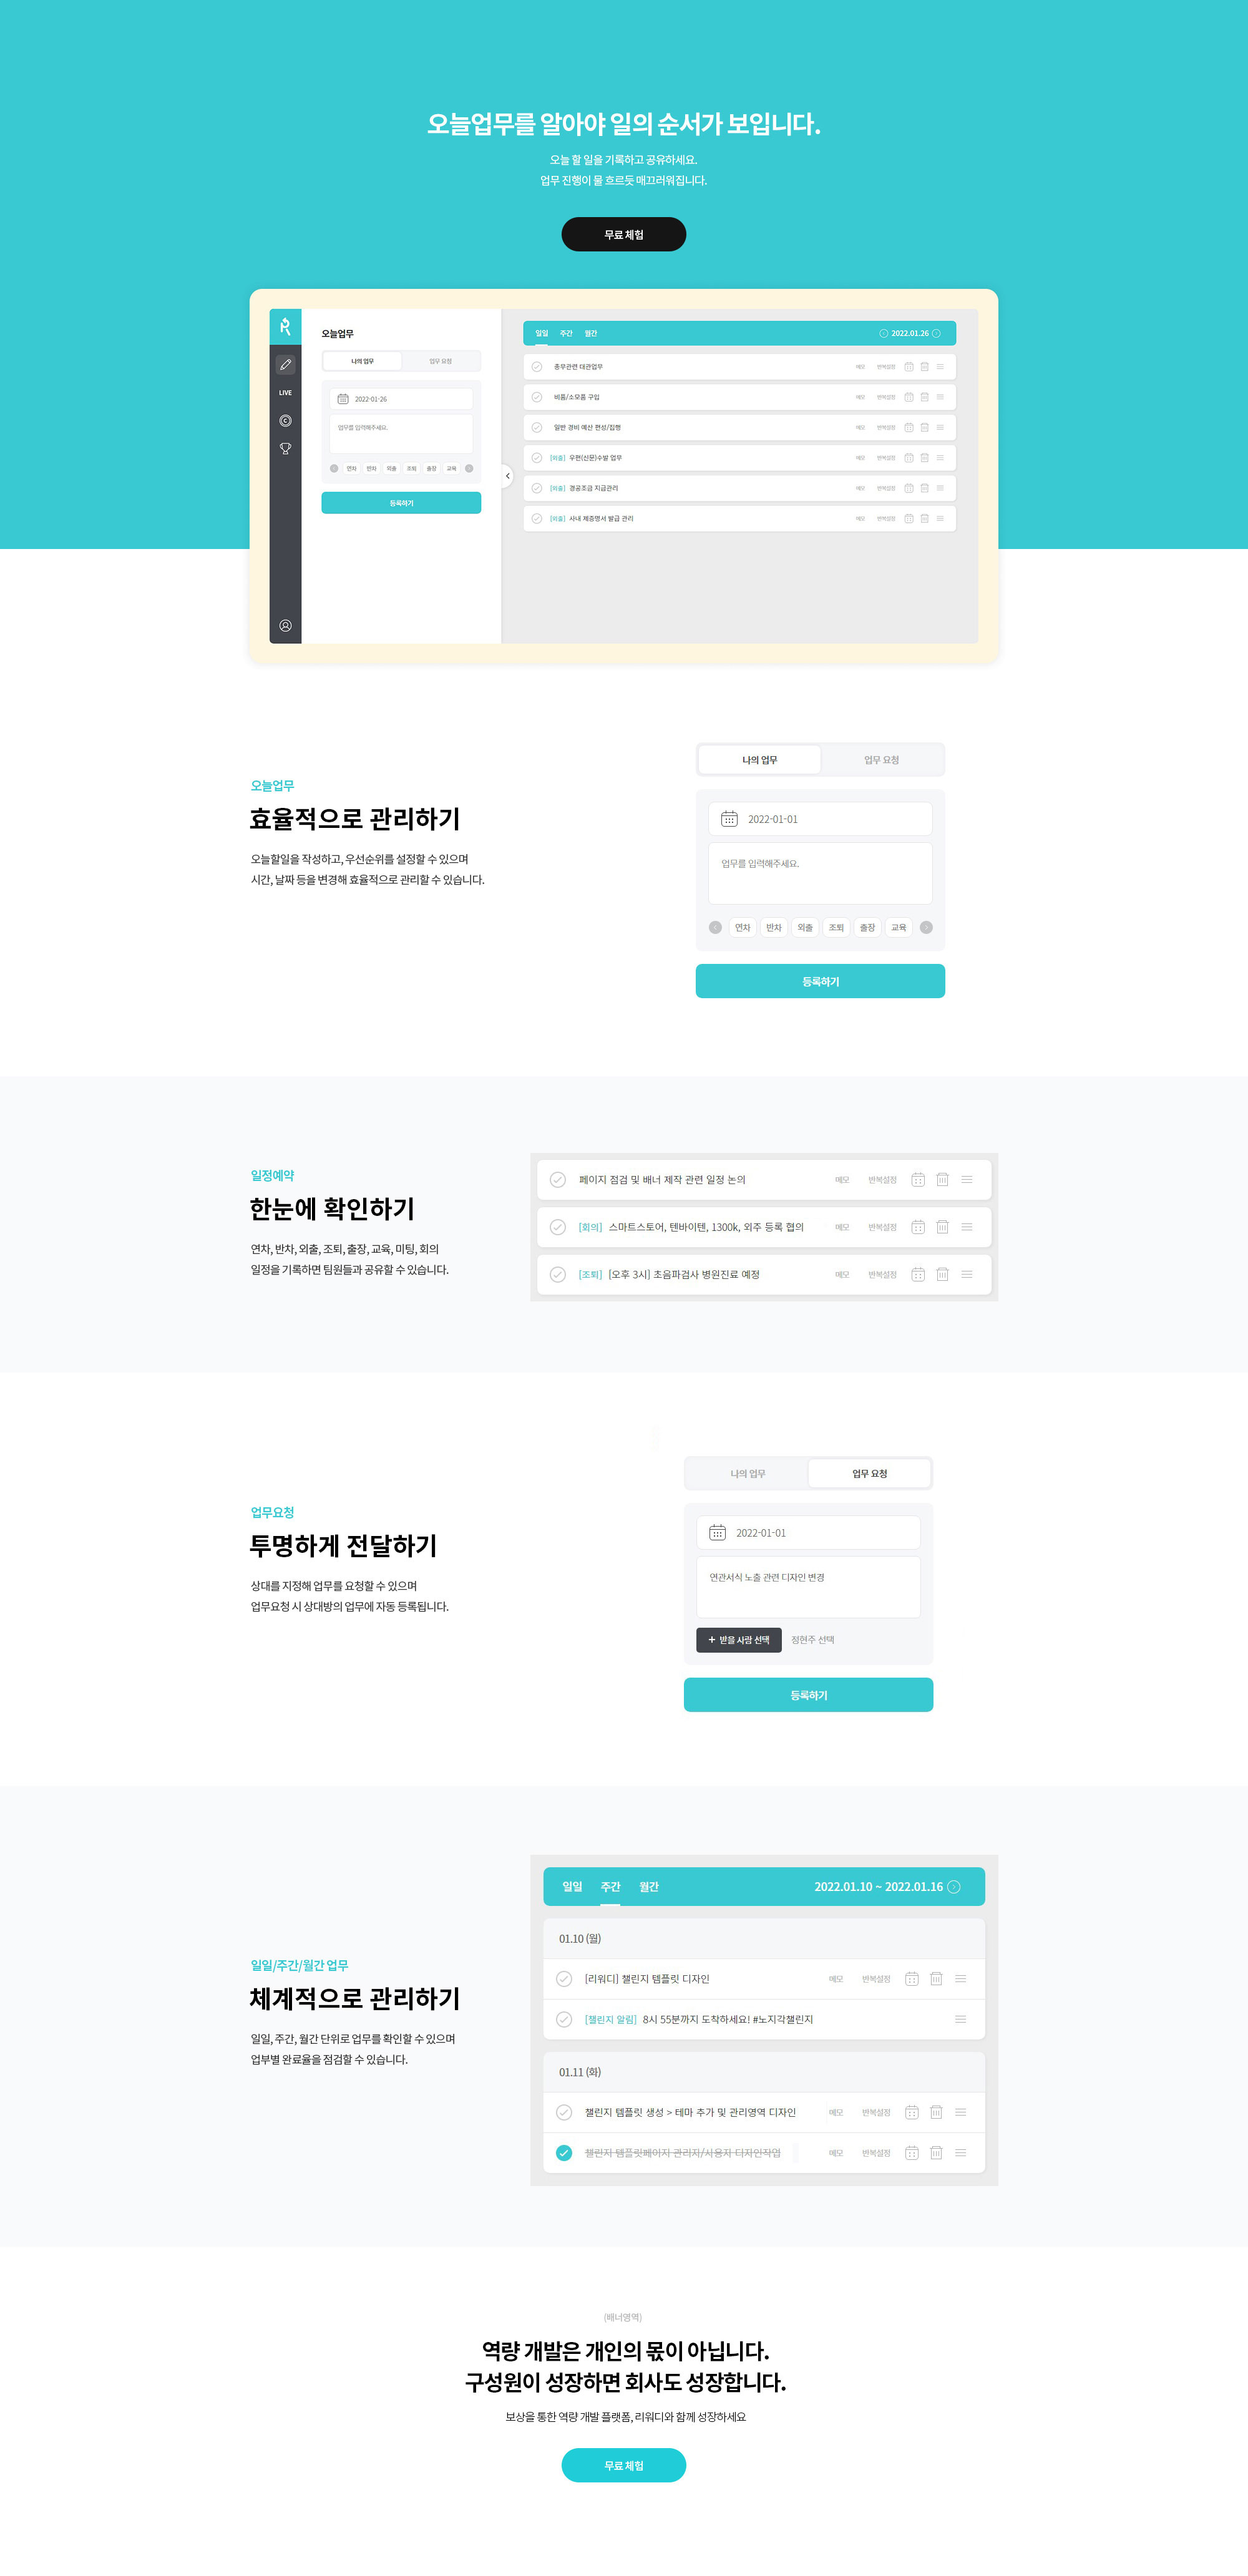 오늘업무를 알아야 일의 순서가 보입니다.
오늘 할 일을 기록하고 공유하세요.
업무 진행이 물 흐르듯 매끄러워집니다.
무료 체험
오늘업무
나의 업무 업무 요청
LIVE
2022-01-26
업무를 입력해주세요.
연차 반차 외출 조퇴 출장 교육
등록하기
일일 주간 월간 2022.01.26
총무관련 대관업무 메모 반복설정
비품/소모품 구입 메모 반복설정
일반 경비 예산 편성/집행 메모 반복설정
[외출] 우편(신문)수발 업무 메모 반복설정
[외출] 경공조금 지급관리 메모 반복설정
[외출] 사내 제증명서 발급 관리 메모 반복설정
오늘업무
효율적으로 관리하기
오늘할일을 작성하고, 우선순위를 설정할 수 있으며
시간, 날짜 등을 변경해 효율적으로 관리할 수 있습니다.
나의 업무 업무 요청
2022-01-01
업무를 입력해주세요.
연차 반차 외출 조퇴 출장 교육
등록하기
일정예약
한눈에 확인하기
연차, 반차, 외출, 조퇴, 출장, 교육, 미팅, 회의
일정을 기록하면 팀원들과 공유할 수 있습니다.
페이지 점검 및 배너 제작 관련 일정 논의 메모 반복설정
[회의] 스마트스토어, 텐바이텐, 1300k, 외주 등록 협의 메모 반복설정
[조퇴] [오후 3시] 초음파검사 병원진료 예정 메모 반복설정
업무요청
투명하게 전달하기
상대를 지정해 업무를 요청할 수 있으며
업무요청 시 상대방의 업무에 자동 등록됩니다.
나의 업무 업무 요청
2022-01-01
연관서식 노출 관련 디자인 변경
+ 받을 사람 선택 정현주 선택
등록하기
일일/주간/월간 업무
체계적으로 관리하기
일일, 주간, 월간 단위로 업무를 확인할 수 있으며
업부별 완료율을 점검할 수 있습니다.
일일 주간 월간 2022.01.10 ~ 2022.01.16
01.10 (월)
[리워디] 챌린지 템플릿 디자인 메모 반복설정
[챌린지 알림] 8시 55분까지 도착하세요! #노지각챌린지
01.11 (화)
챌린지 템플릿 생성 > 테마 추가 및 관리영역 디자인 메모 반복설정
챌린지 템플릿페이지 관리자/사용자 디자인작업 메모 반복설정
(배너영역)
역량 개발은 개인의 몫이 아닙니다.
구성원이 성장하면 회사도 성장합니다.
보상을 통한 역량 개발 플랫폼, 리워디와 함께 성장하세요
무료 체험